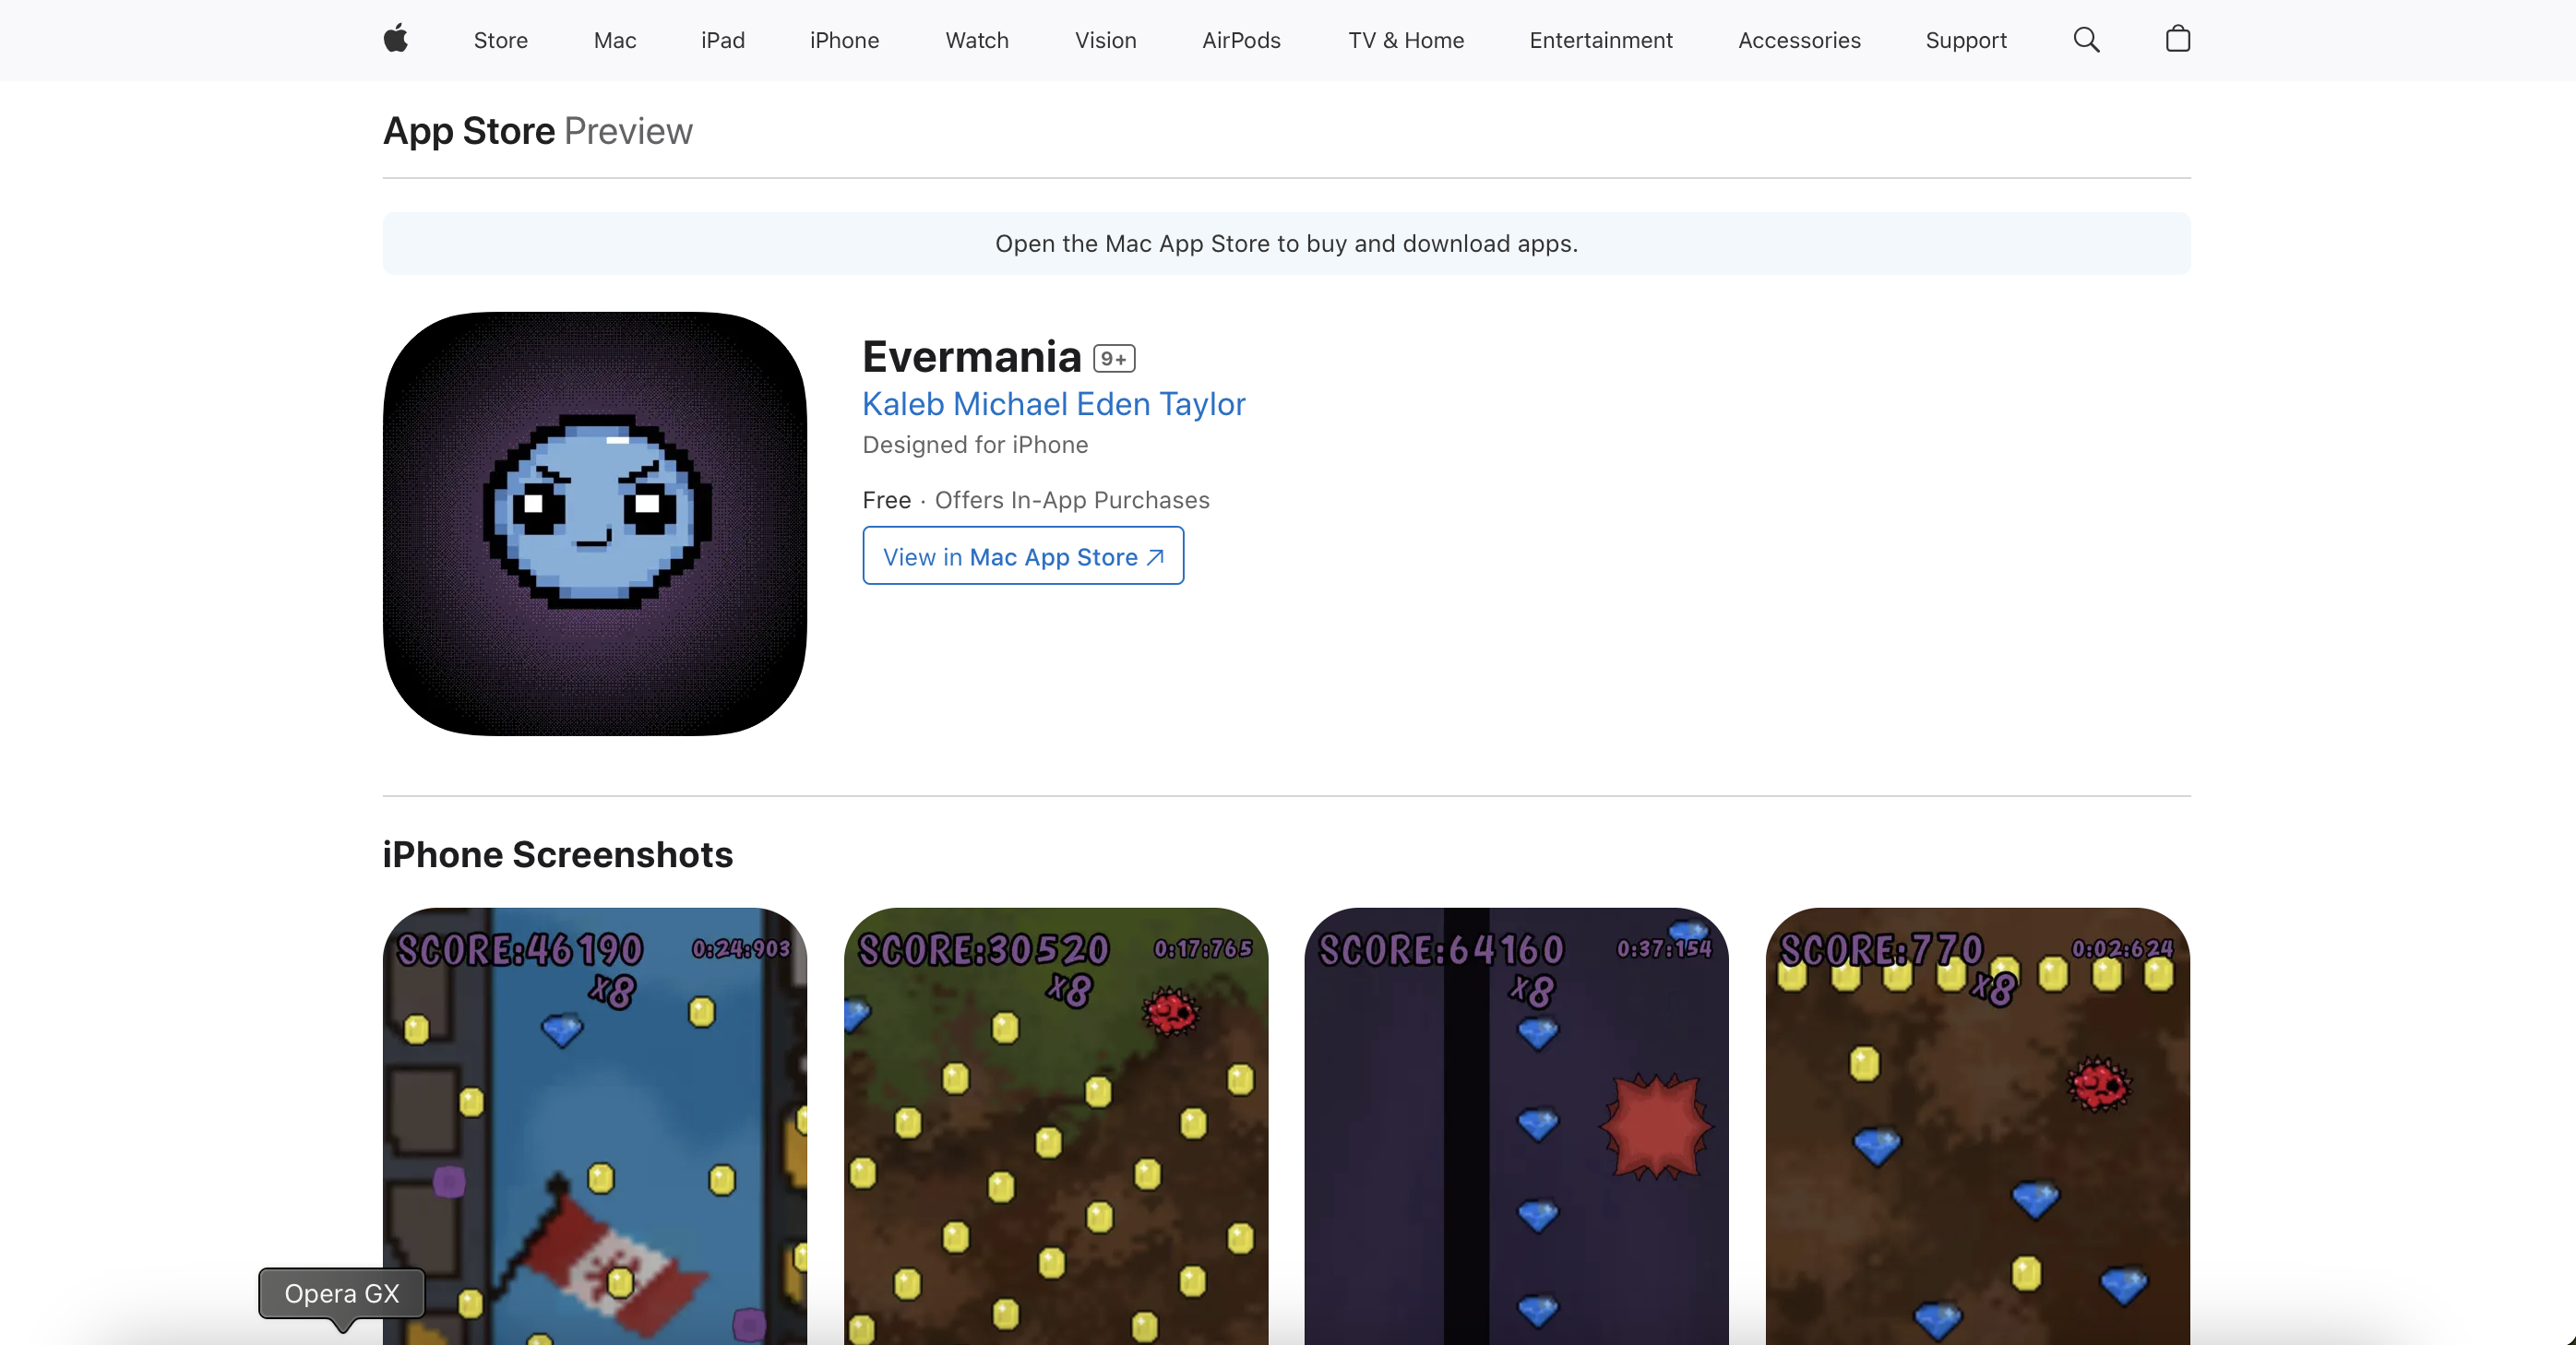 Store Mac iPad iPhone Watch Vision AirPods TV & Home Entertainment Accessories Support
App Store Preview
Open the Mac App Store to buy and download apps.
Evermania 9+
Kaleb Michael Eden Taylor
Designed for iPhone
Free · Offers In-App Purchases
View in Mac App Store ↗
iPhone Screenshots
SCORE:46190 0:24:903
x8
SCORE:30520 0:17:765
x8
SCORE:64160 0:37:154
x8
SCORE:770 0:02:624
x8
Opera GX